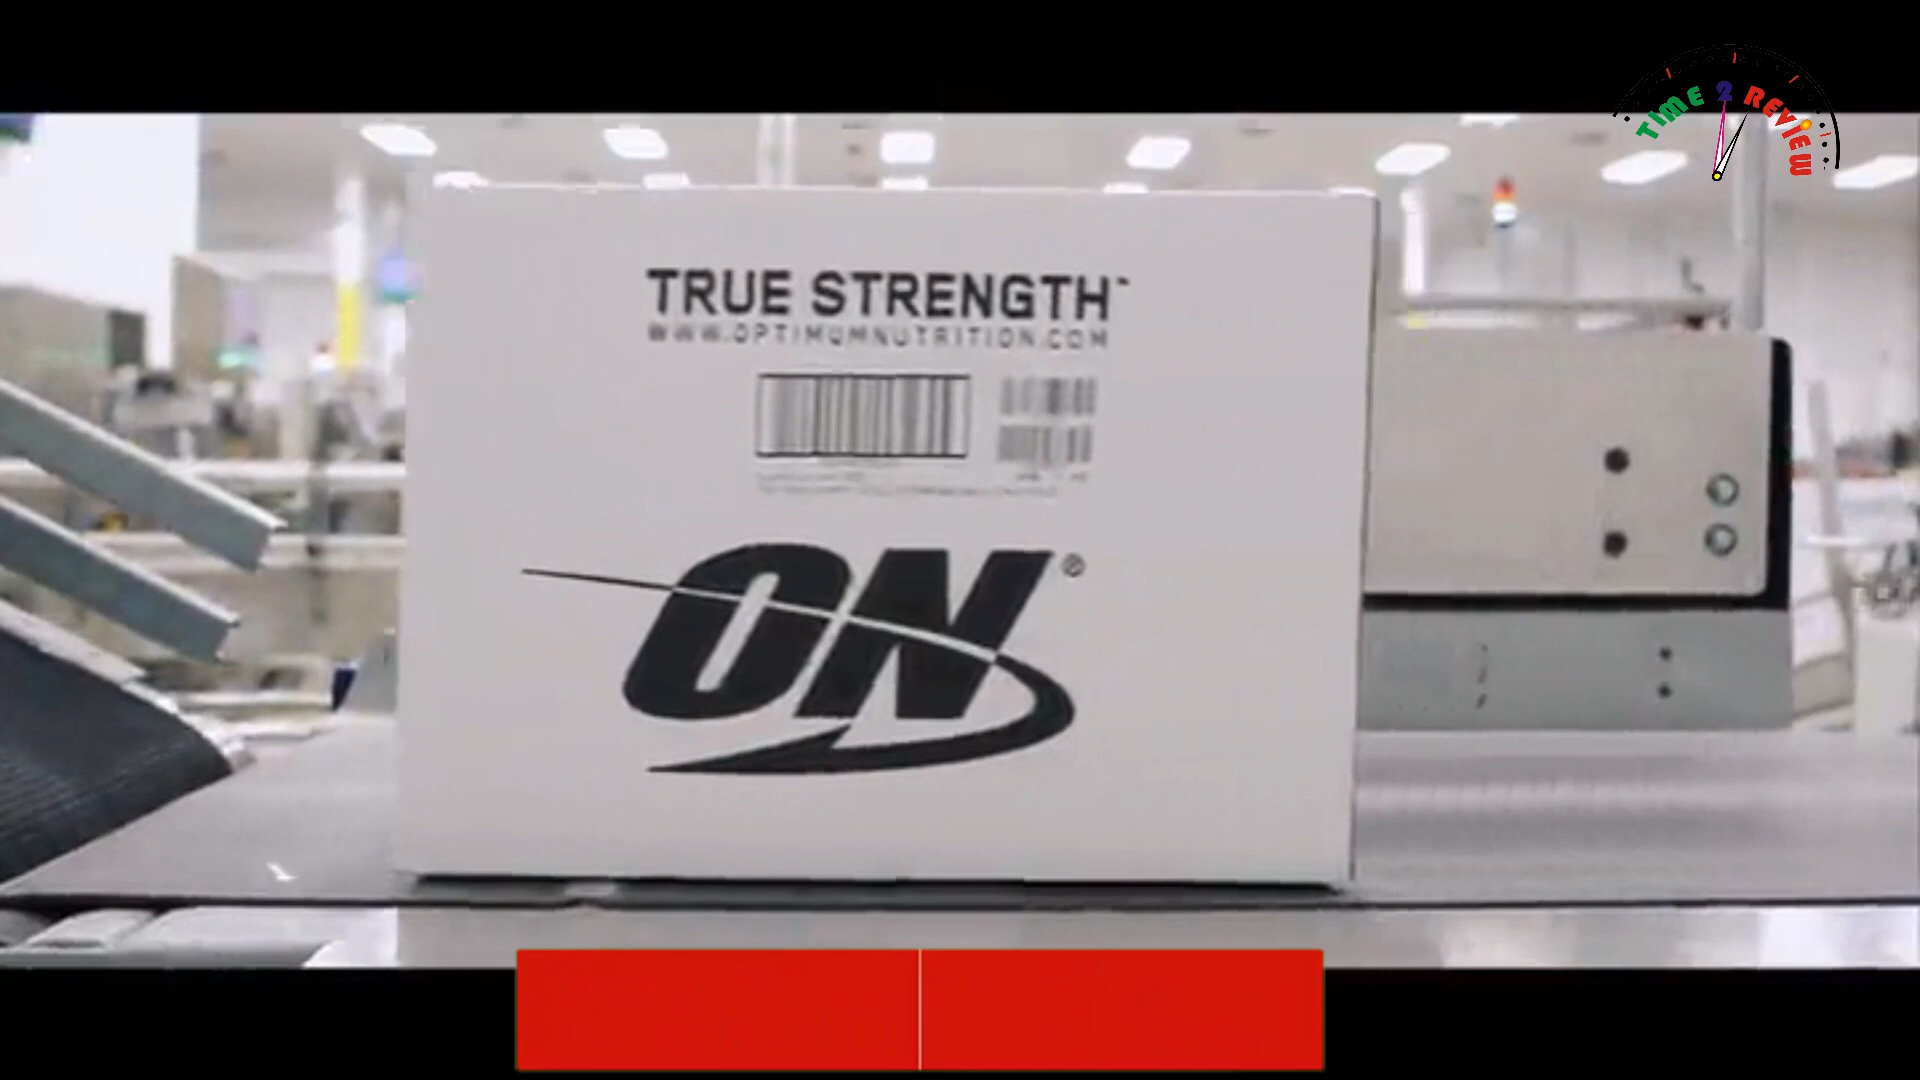 TIME 2 REVIEW
TRUE STRENGTH™
WWW.OPTIMUMNUTRITION.COM
ON®